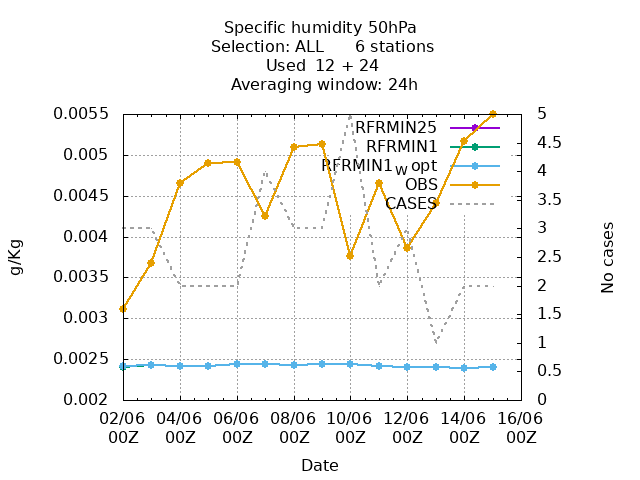 Specific humidity 50hPa
Selection: ALL 6 stations
Used 12 + 24
Averaging window: 24h
RFRMIN25
RFRMIN1
RFRMIN1W opt
OBS
CASES
0.0055
0.005
0.0045
0.004
0.0035
0.003
0.0025
0.002
5
4.5
4
3.5
3
2.5
2
1.5
1
0.5
0
g/Kg
No cases
02/06 04/06 06/06 08/06 10/06 12/06 14/06 16/06
00Z 00Z 00Z 00Z 00Z 00Z 00Z 00Z
Date